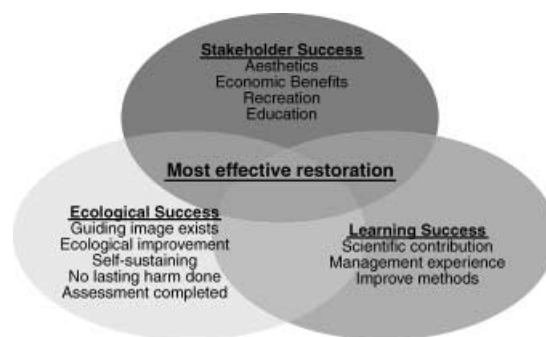 Stakeholder Success
Aesthetics
Economic Benefits
Recreation
Education
Most effective restoration
Ecological Success
Guiding image exists
Ecological improvement
Self-sustaining
No lasting harm done
Assessment completed
Learning Success
Scientific contribution
Management experience
Improve methods